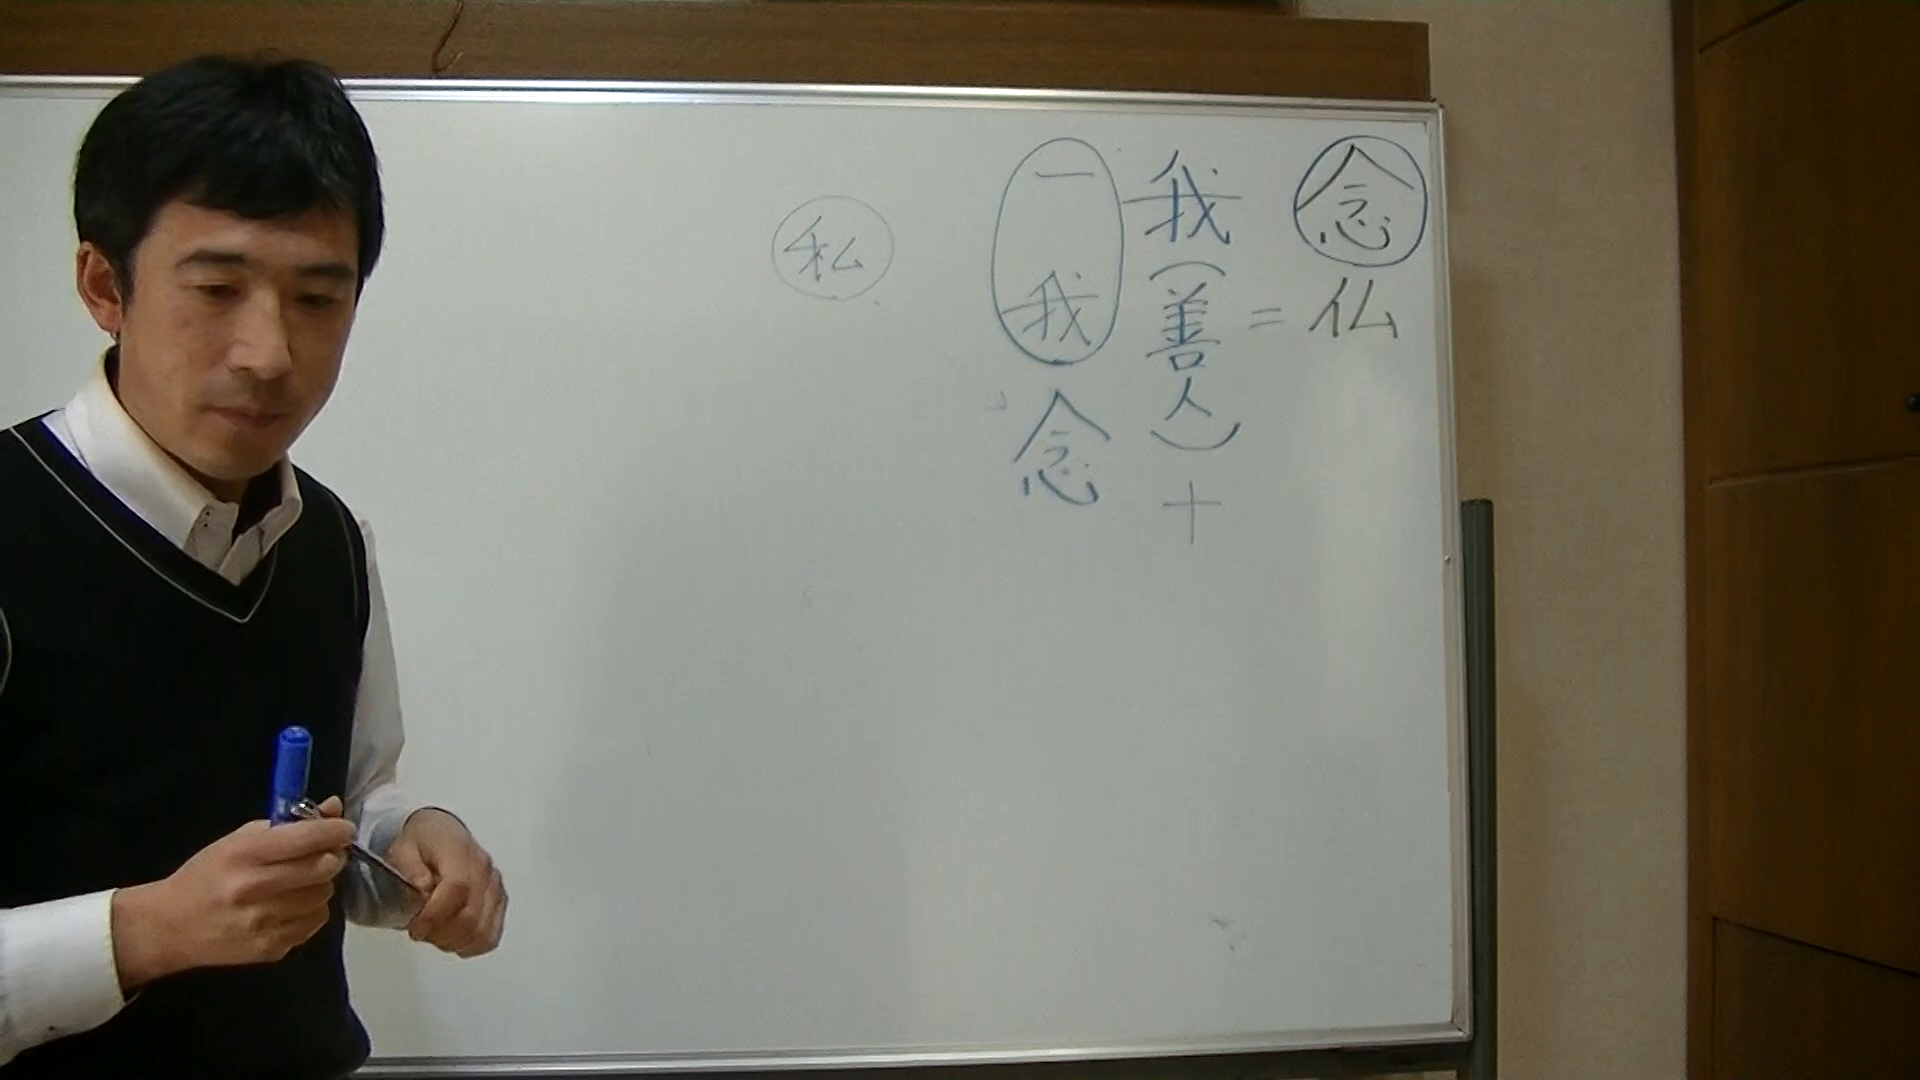 念仏
=
我(善人)+
一我念
私